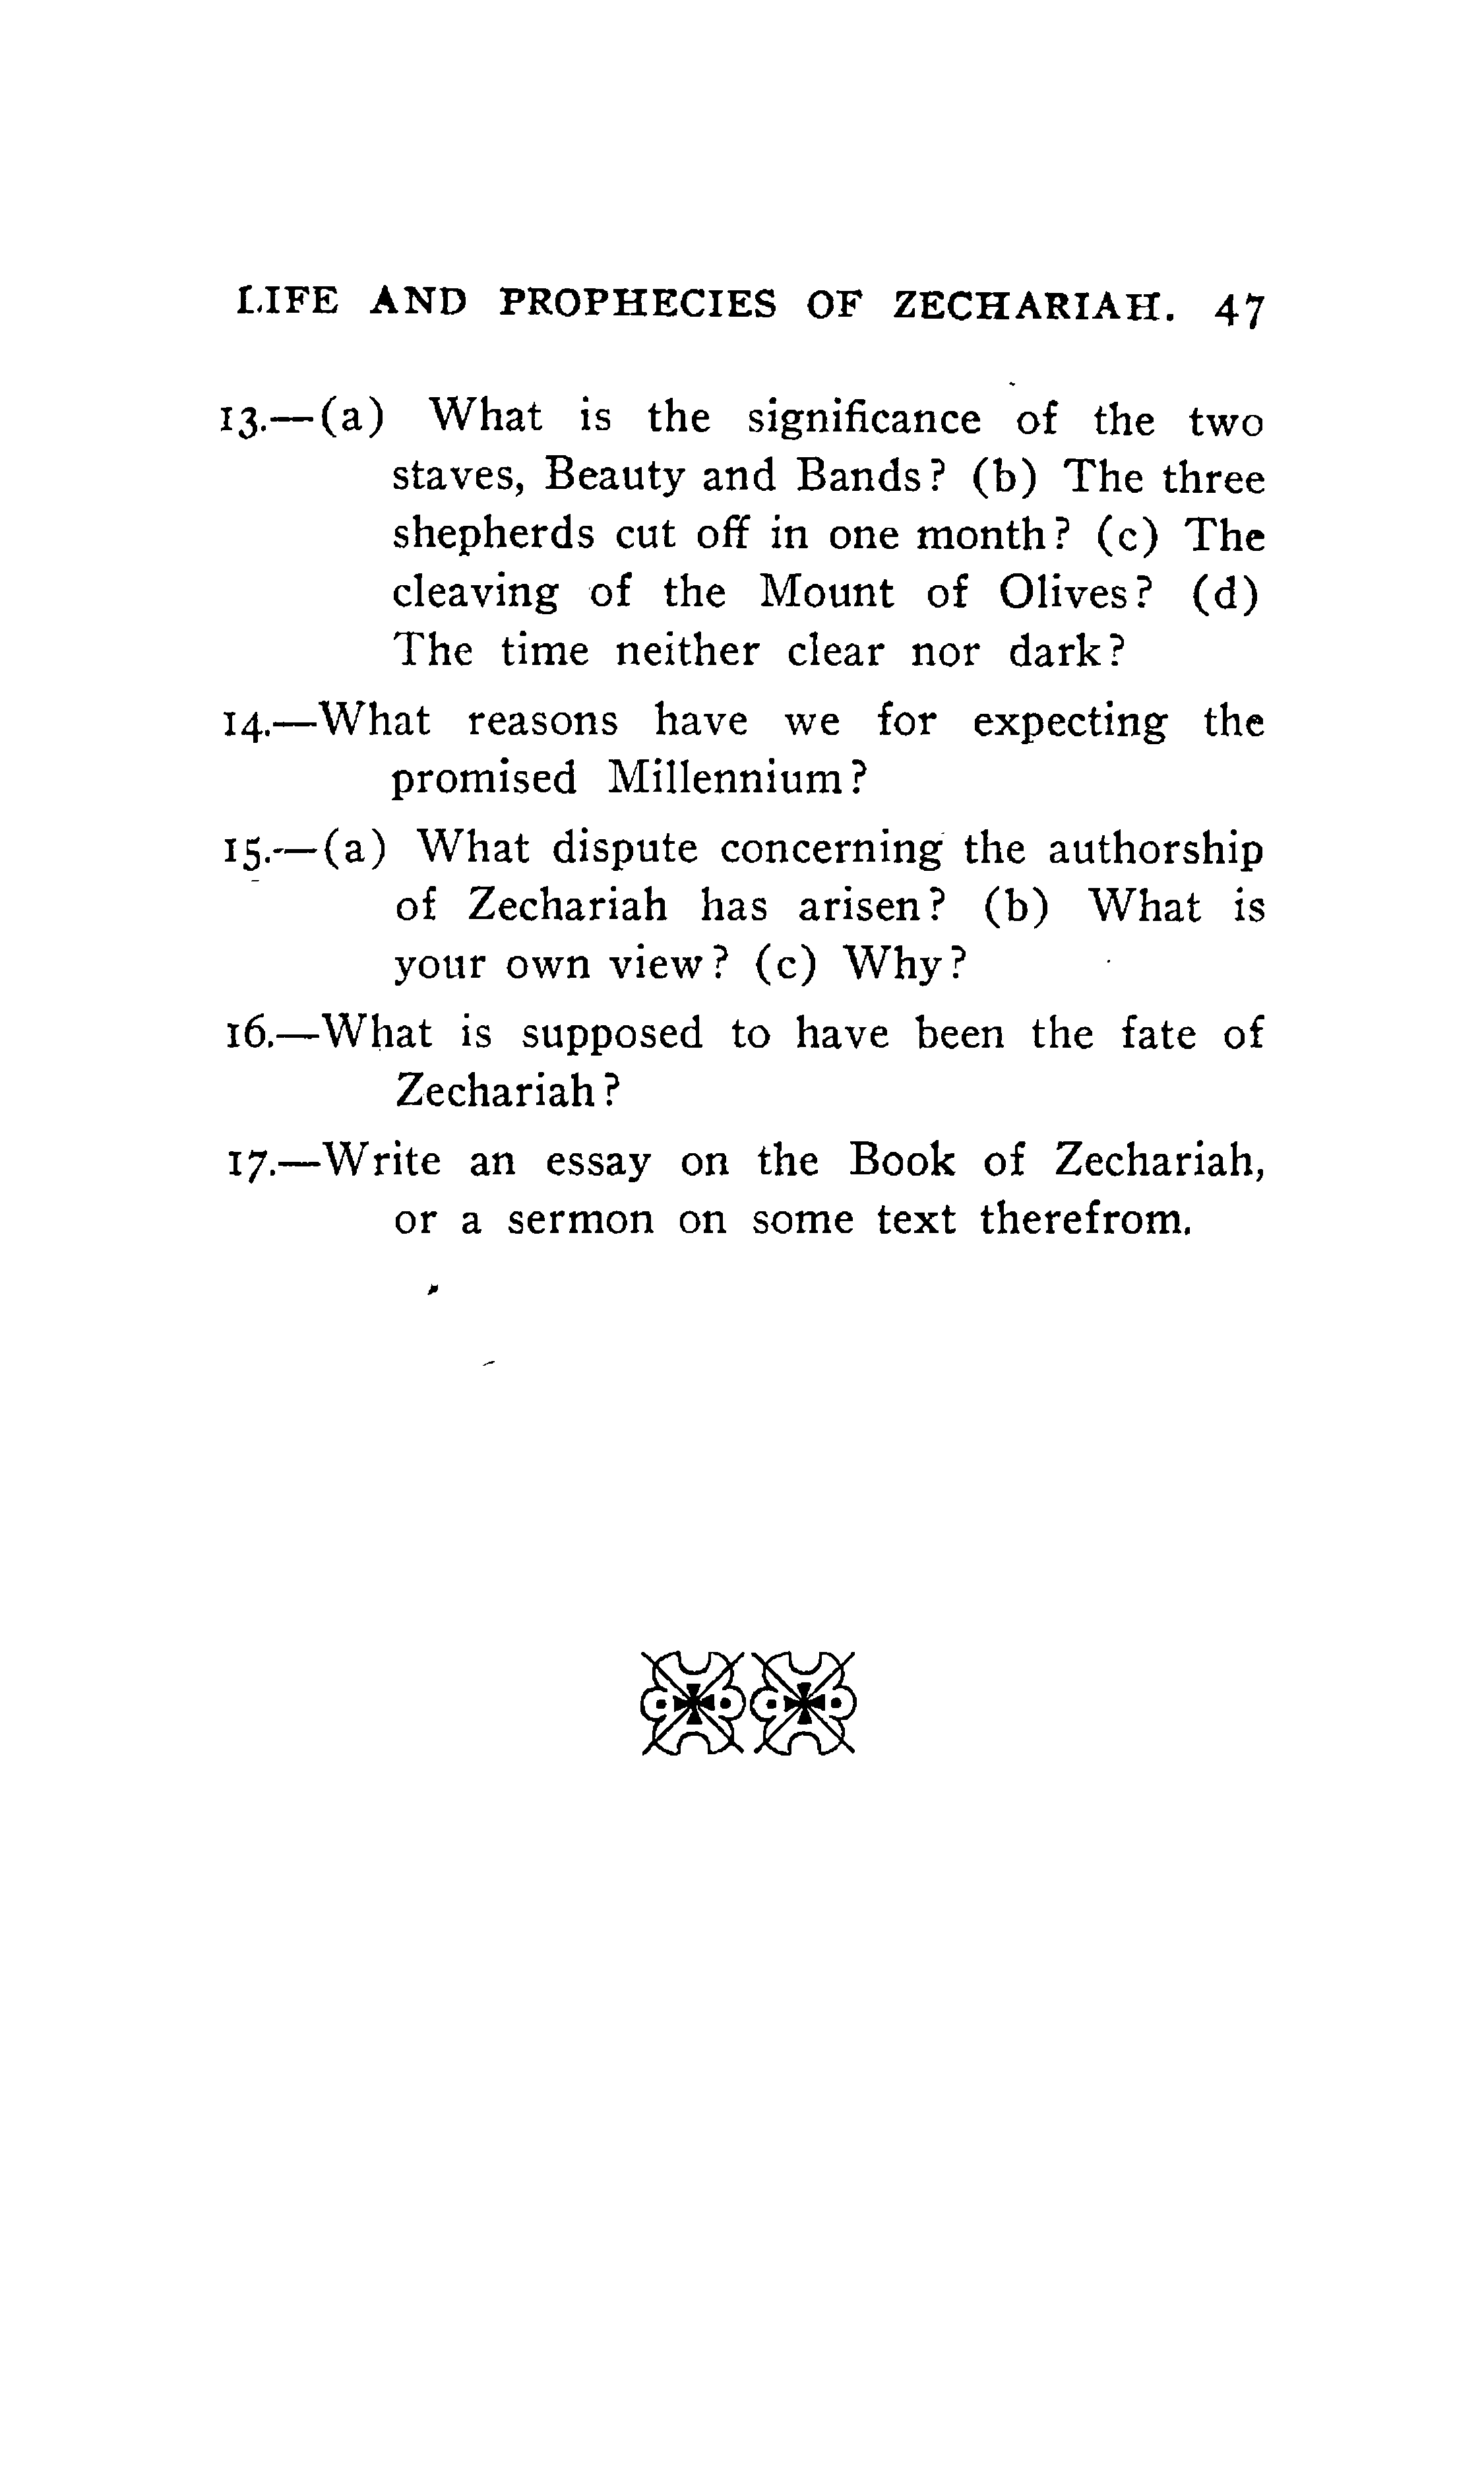 LIFE AND PROPHECIES OF ZECHARIAH. 47
13.—(a) What is the significance of the two
staves, Beauty and Bands? (b) The three
shepherds cut off in one month? (c) The
cleaving of the Mount of Olives? (d)
The time neither clear nor dark?
14.—What reasons have we for expecting the
promised Millennium?
15.—(a) What dispute concerning the authorship
of Zechariah has arisen? (b) What is
your own view? (c) Why?
16.—What is supposed to have been the fate of
Zechariah?
17.—Write an essay on the Book of Zechariah,
or a sermon on some text therefrom.